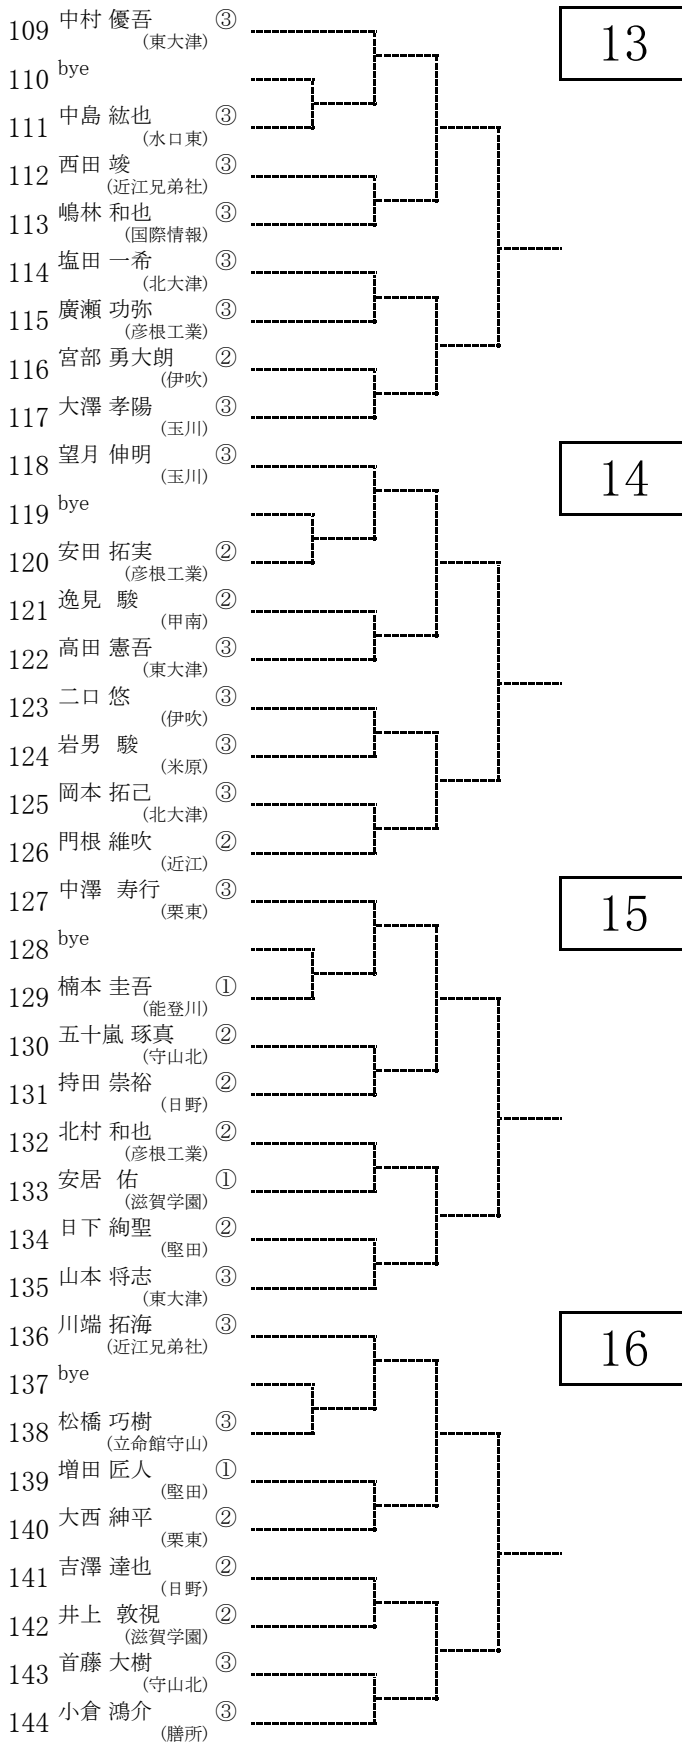 109 中村 優吾 ③
(東大津)
13
110 bye
111 中島 紘也 ③
(水口東)
112 西田 竣 ③
(近江兄弟社)
113 嶋林 和也 ③
(国際情報)
114 塩田 一希 ③
(北大津)
115 廣瀬 功弥 ③
(彦根工業)
116 宮部 勇大朗 ②
(伊吹)
117 大澤 孝陽 ③
(玉川)
118 望月 伸明 ③
(玉川)
14
119 bye
120 安田 拓実 ②
(彦根工業)
121 逸見 駿 ②
(甲南)
122 高田 憲吾 ③
(東大津)
123 二口 悠 ③
(伊吹)
124 岩男 駿 ③
(米原)
125 岡本 拓己 ③
(北大津)
126 門根 維吹 ②
(近江)
127 中澤 寿行 ③
(栗東)
15
128 bye
129 楠本 圭吾 ①
(能登川)
130 五十嵐 琢真 ②
(守山北)
131 持田 崇裕 ②
(日野)
132 北村 和也 ②
(彦根工業)
133 安居 佑 ①
(滋賀学園)
134 日下 絢聖 ②
(堅田)
135 山本 将志 ③
(東大津)
136 川端 拓海 ③
(近江兄弟社)
16
137 bye
138 松橋 巧樹 ③
(立命館守山)
139 増田 匠人 ①
(堅田)
140 大西 紳平 ②
(栗東)
141 吉澤 達也 ②
(日野)
142 井上 敦視 ②
(滋賀学園)
143 首藤 大樹 ③
(守山北)
144 小倉 鴻介 ③
(膳所)